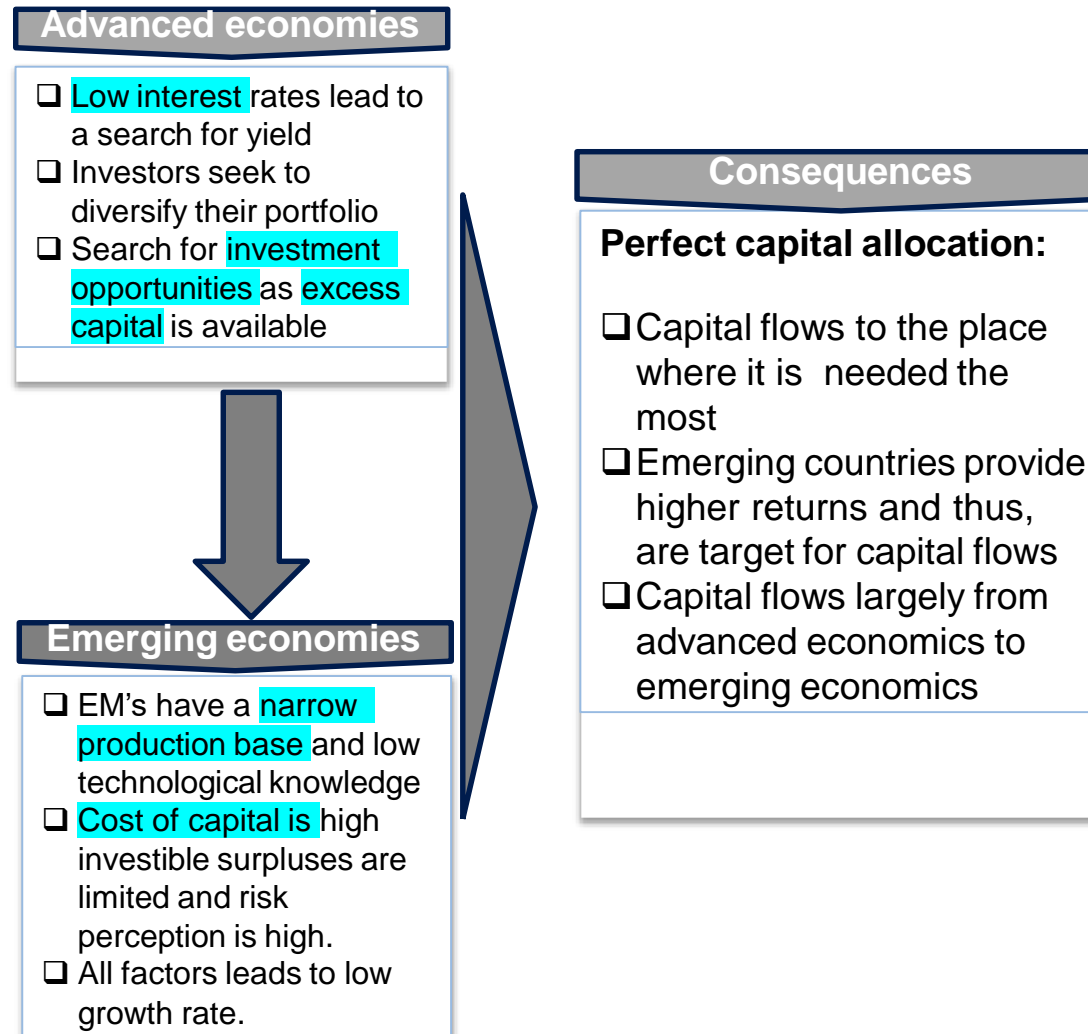 Advanced economies
❑ Low interest rates lead to
a search for yield
❑ Investors seek to
diversify their portfolio
❑ Search for investment
opportunities as excess
capital is available
Emerging economies
❑ EM’s have a narrow
production base and low
technological knowledge
❑ Cost of capital is high
investible surpluses are
limited and risk
perception is high.
❑ All factors leads to low
growth rate.
Consequences
Perfect capital allocation:
❑Capital flows to the place
where it is needed the
most
❑Emerging countries provide
higher returns and thus,
are target for capital flows
❑Capital flows largely from
advanced economics to
emerging economics